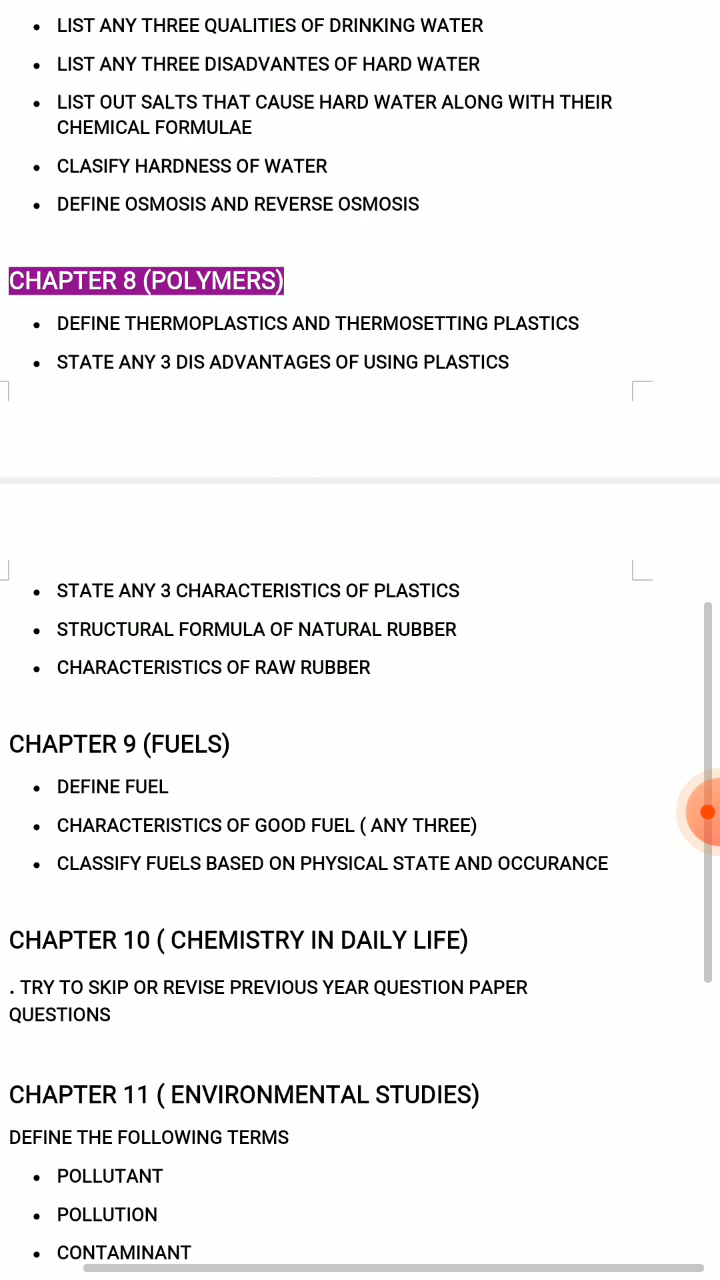 • LIST ANY THREE QUALITIES OF DRINKING WATER
• LIST ANY THREE DISADVANTES OF HARD WATER
• LIST OUT SALTS THAT CAUSE HARD WATER ALONG WITH THEIR
CHEMICAL FORMULAE
• CLASIFY HARDNESS OF WATER
• DEFINE OSMOSIS AND REVERSE OSMOSIS
CHAPTER 8 (POLYMERS)
• DEFINE THERMOPLASTICS AND THERMOSETTING PLASTICS
• STATE ANY 3 DIS ADVANTAGES OF USING PLASTICS
• STATE ANY 3 CHARACTERISTICS OF PLASTICS
• STRUCTURAL FORMULA OF NATURAL RUBBER
• CHARACTERISTICS OF RAW RUBBER
CHAPTER 9 (FUELS)
• DEFINE FUEL
• CHARACTERISTICS OF GOOD FUEL ( ANY THREE)
• CLASSIFY FUELS BASED ON PHYSICAL STATE AND OCCURANCE
CHAPTER 10 ( CHEMISTRY IN DAILY LIFE)
. TRY TO SKIP OR REVISE PREVIOUS YEAR QUESTION PAPER
QUESTIONS
CHAPTER 11 ( ENVIRONMENTAL STUDIES)
DEFINE THE FOLLOWING TERMS
• POLLUTANT
• POLLUTION
• CONTAMINANT